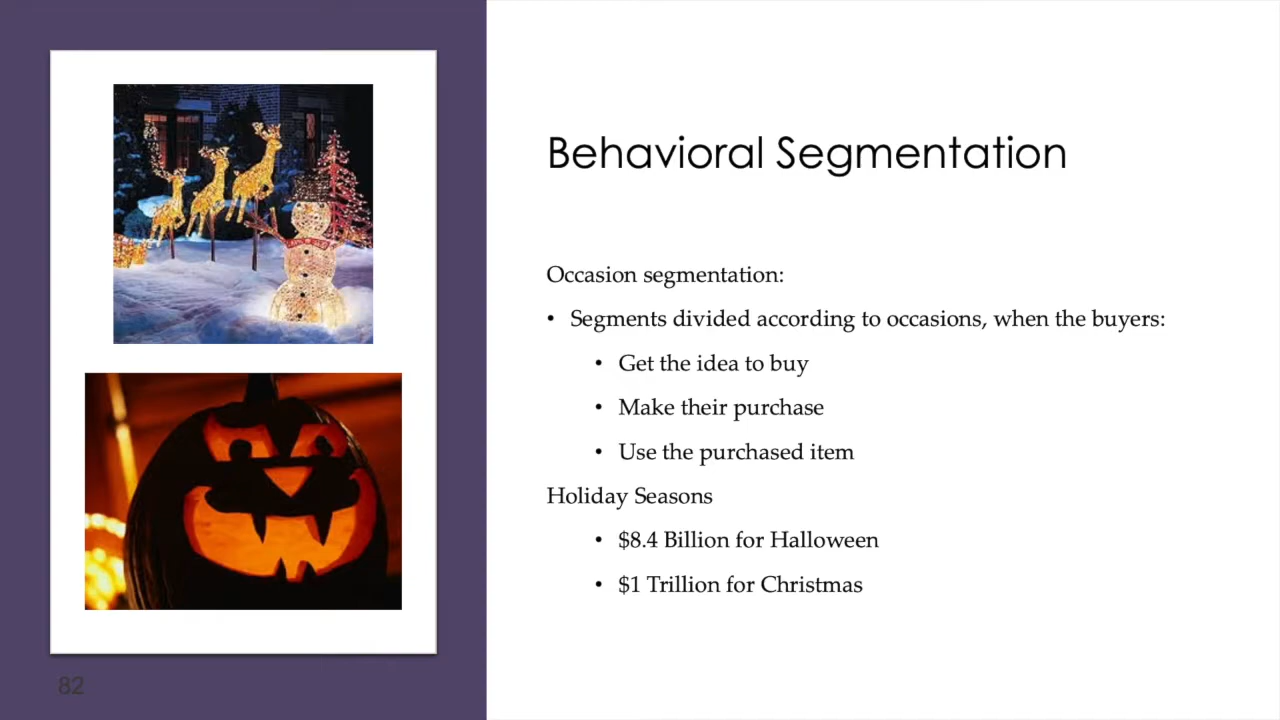 Behavioral Segmentation
Occasion segmentation:
• Segments divided according to occasions, when the buyers:
• Get the idea to buy
• Make their purchase
• Use the purchased item
Holiday Seasons
• $8.4 Billion for Halloween
• $1 Trillion for Christmas
82